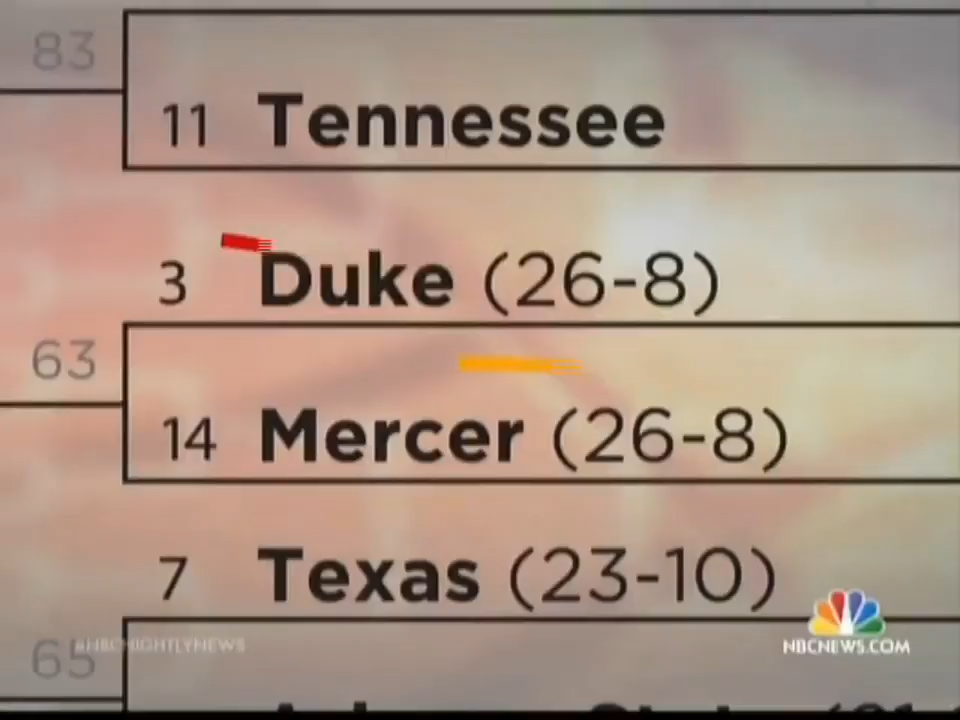 83
11 Tennessee
3 Duke (26-8)
63
14 Mercer (26-8)
7 Texas (23-10)
#NBCNIGHTLYNEWS
65
NBCNEWS.COM